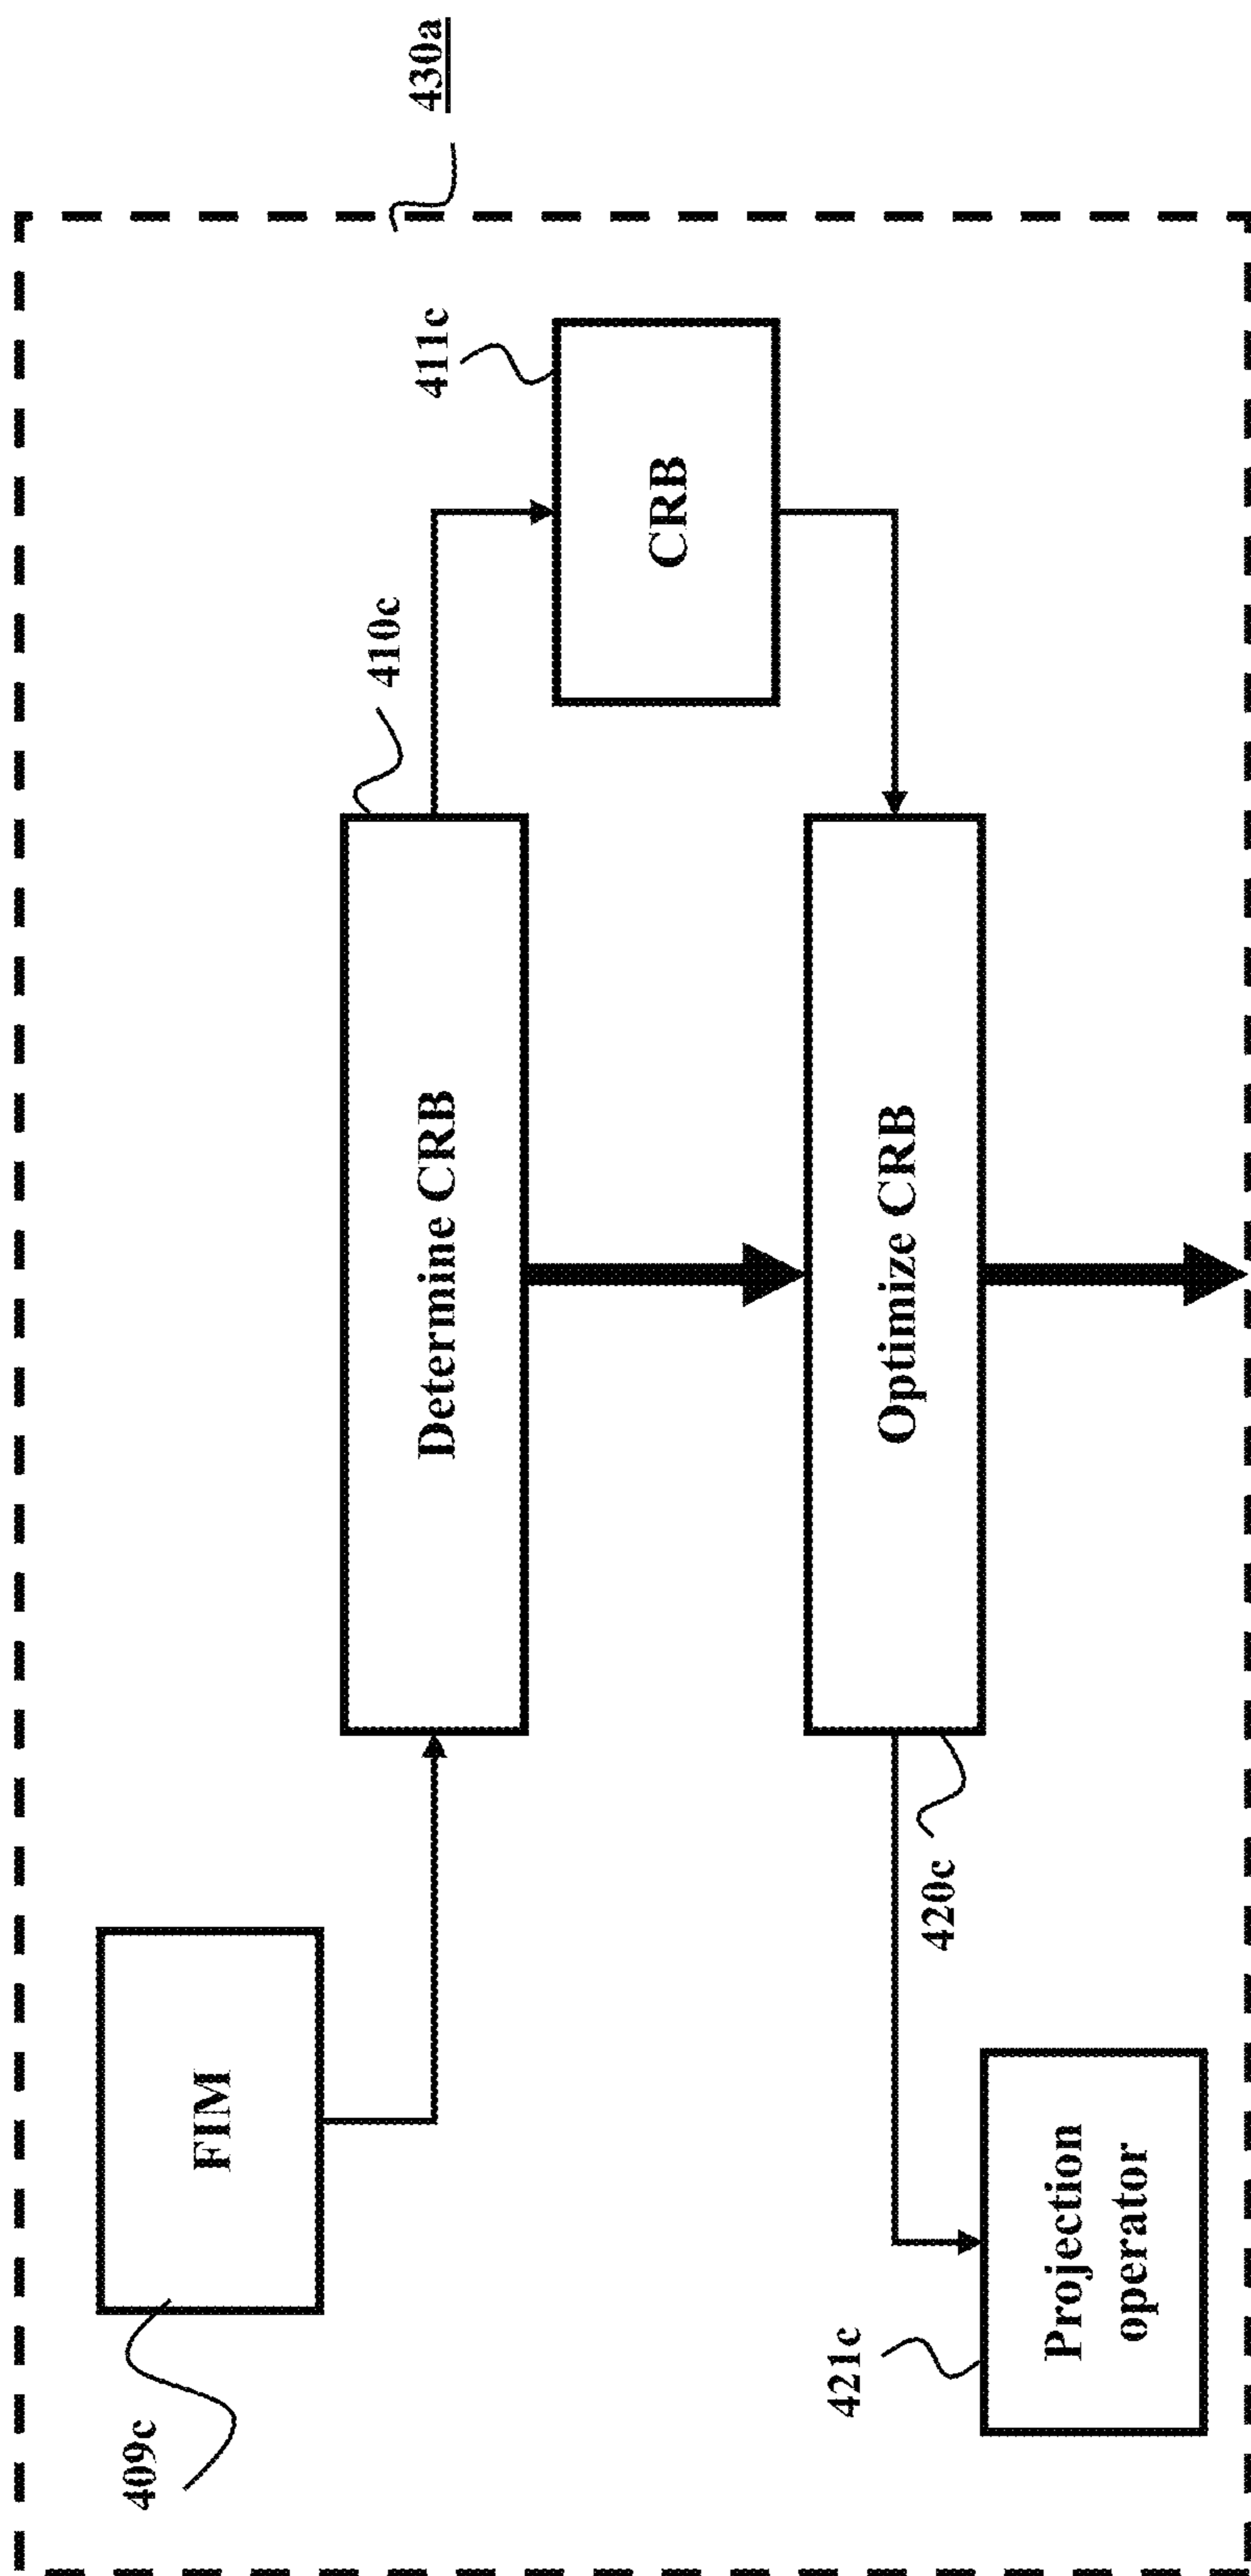 430a
409c
FIM
410c
Determine CRB
411c
CRB
Optimize CRB
420c
421c
Projection
operator